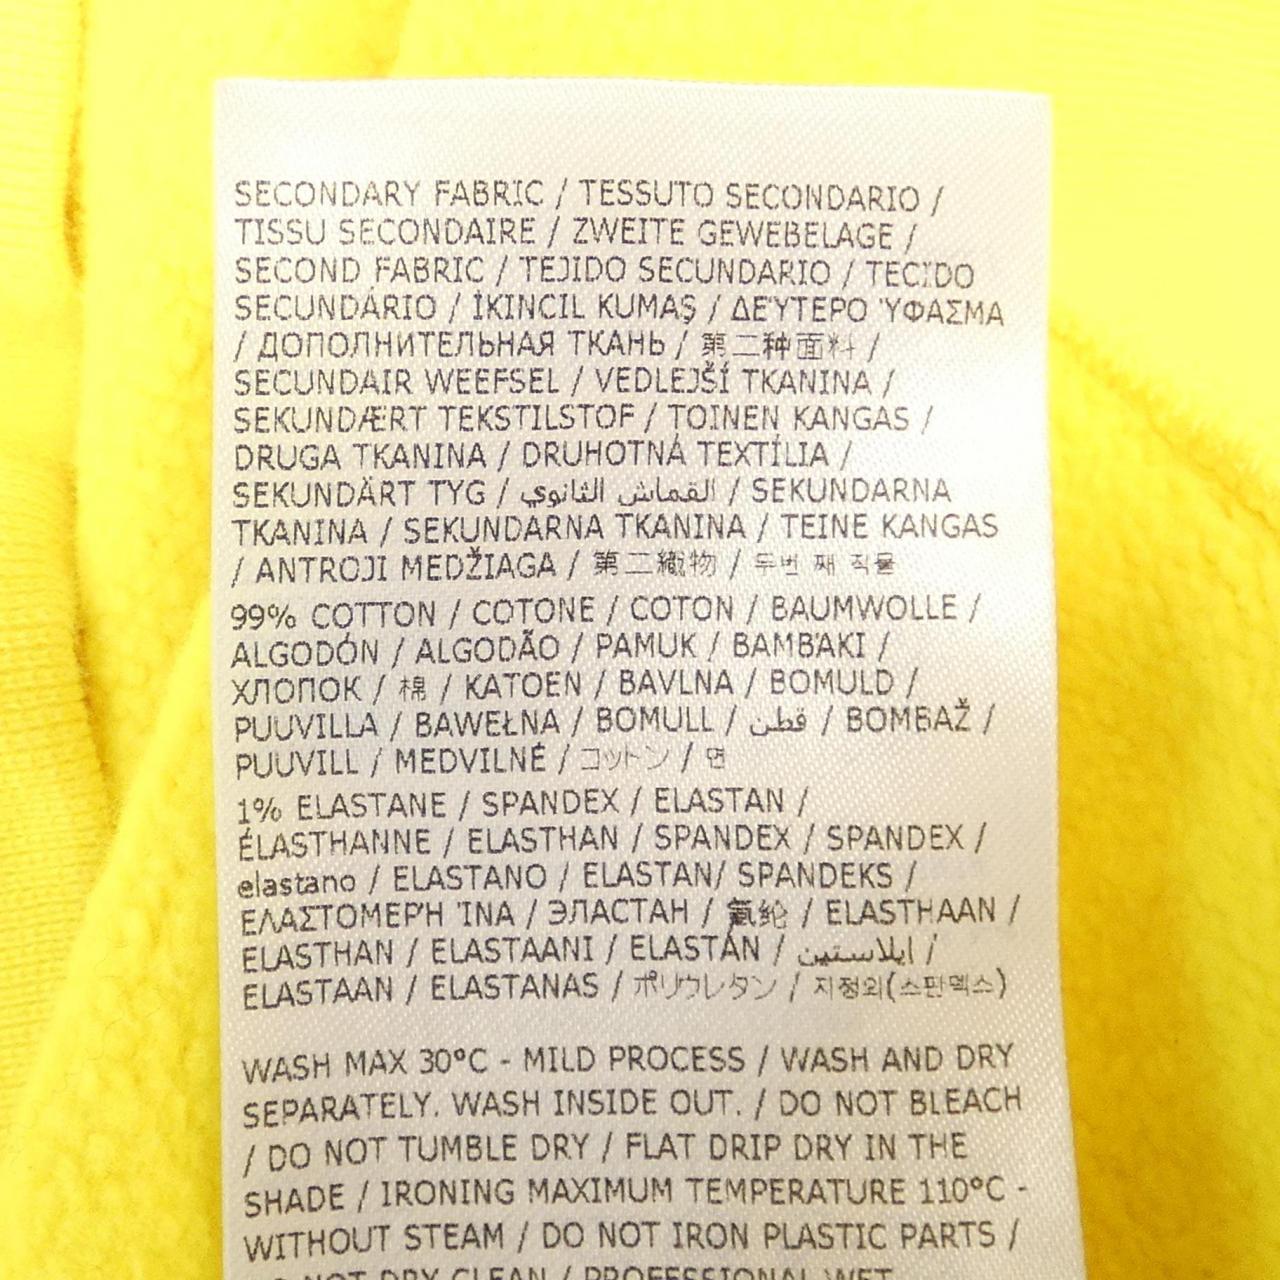 SECONDARY FABRIC / TESSUTO SECONDARIO /
TISSU SECONDAIRE / ZWEITE GEWEBELAGE /
SECOND FABRIC / TEJIDO SECUNDARIO / TECIDO
SECUNDÁRIO / İKINCIL KUMAŞ / ΔΕΎΤΕΡΟ ΎΦΑΣΜΑ
/ ДОПОЛНИТЕЛЬНАЯ ТКАНЬ / 第二种面料 /
SECUNDAIR WEEFSEL / VEDLEJŠÍ TKANINA /
SEKUNDÆRT TEKSTILSTOF / TOINEN KANGAS /
DRUGA TKANINA / DRUHOTNÁ TEXTÍLIA /
SEKUNDÄRT TYG / القماش الثانوي / SEKUNDARNA
TKANINA / SEKUNDARNA TKANINA / TEINE KANGAS
/ ANTROJI MEDŽIAGA / 第二織物 / 두번 째 직물
99% COTTON / COTONE / COTON / BAUMWOLLE /
ALGODÓN / ALGODÃO / PAMUK / ΒΑΜΒΆΚΙ /
ХЛОПОК / 棉 / KATOEN / BAVLNA / BOMULD /
PUUVILLA / BAWEŁNA / BOMULL / قطن / BOMBAŽ /
PUUVILL / MEDVILNĖ / コットン / 면
1% ELASTANE / SPANDEX / ELASTAN /
ÉLASTHANNE / ELASTHAN / SPANDEX / SPANDEX /
elastano / ELASTANO / ELASTAN/ SPANDEKS /
ΕΛΑΣΤΟΜΕΡΉ ΊΝΑ / ЭЛАСТАН / 氨纶 / ELASTHAAN /
ELASTHAN / ELASTAANI / ELASTÁN / ايلاستين /
ELASTAAN / ELASTANAS / ポリウレタン / 지정외(스판덱스)
WASH MAX 30°C - MILD PROCESS / WASH AND DRY
SEPARATELY. WASH INSIDE OUT. / DO NOT BLEACH
/ DO NOT TUMBLE DRY / FLAT DRIP DRY IN THE
SHADE / IRONING MAXIMUM TEMPERATURE 110°C -
WITHOUT STEAM / DO NOT IRON PLASTIC PARTS /
NOT DRY CLEAN / PROFESSIONAL WET